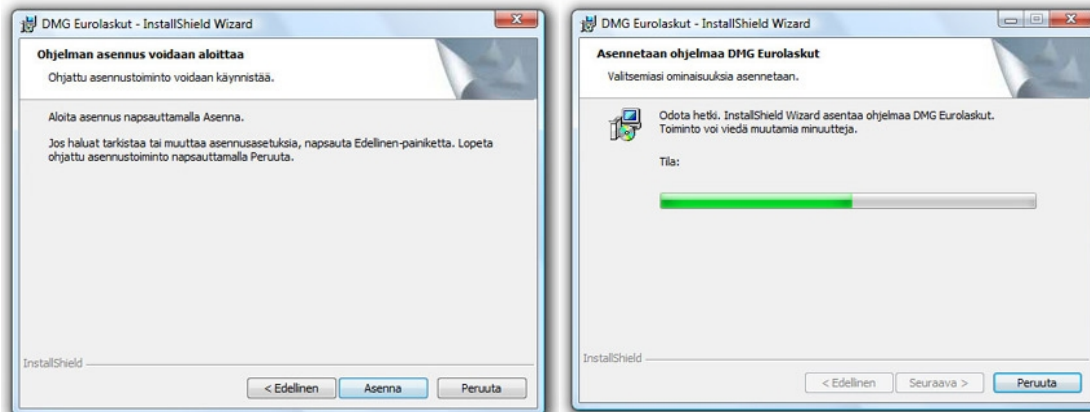 DMG Eurolaskut - InstallShield Wizard
Ohjelman asennus voidaan aloittaa
Ohjattu asennustoiminto voidaan käynnistää.
Aloita asennus napsauttamalla Asenna.
Jos haluat tarkistaa tai muuttaa asennusasetuksia, napsauta Edellinen-painiketta. Lopeta
ohjattu asennustoiminto napsauttamalla Peruuta.
InstallShield
< Edellinen
Asenna
Peruuta
DMG Eurolaskut - InstallShield Wizard
Asennetaan ohjelmaa DMG Eurolaskut
Valitsemiasi ominaisuuksia asennetaan.
Odota hetki. InstallShield Wizard asentaa ohjelmaa DMG Eurolaskut.
Toiminto voi viedä muutamia minuutteja.
Tila:
InstallShield
< Edellinen
Seuraava >
Peruuta